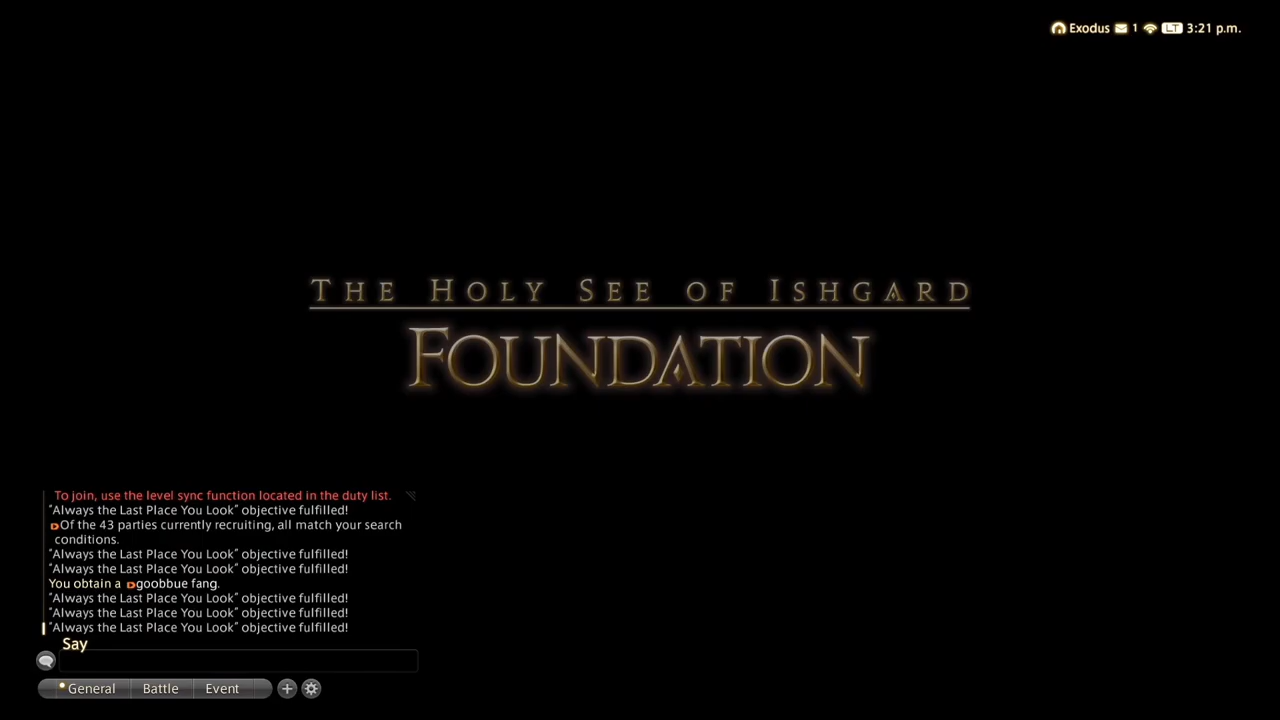 Exodus 1 LT 3:21 p.m.
THE HOLY SEE OF ISHGARD
FOUNDATION
To join, use the level sync function located in the duty list.
"Always the Last Place You Look" objective fulfilled!
Of the 43 parties currently recruiting, all match your search
conditions.
"Always the Last Place You Look" objective fulfilled!
"Always the Last Place You Look" objective fulfilled!
You obtain a goobbue fang.
"Always the Last Place You Look" objective fulfilled!
"Always the Last Place You Look" objective fulfilled!
"Always the Last Place You Look" objective fulfilled!
Say
General Battle Event